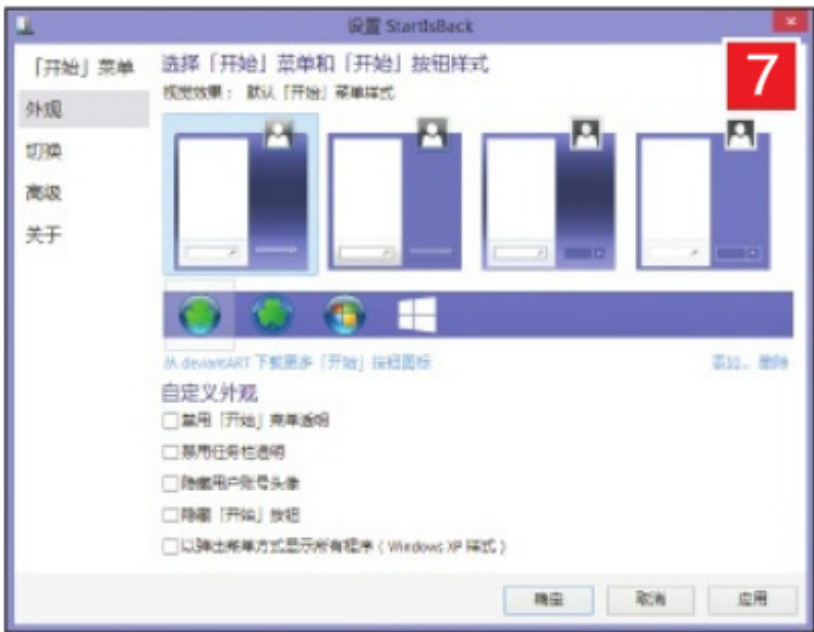 设置 StartIsBack
7
「开始」菜单
外观
切换
高级
关于
选择「开始」菜单和「开始」按钮样式
视觉效果： 默认「开始」菜单样式
从 deviantART 下载更多「开始」按钮图标
添加、删除
自定义外观
禁用「开始」菜单透明
禁用任务栏透明
隐藏用户账号头像
隐藏「开始」按钮
以弹出菜单方式显示所有程序（Windows XP 样式）
确定
取消
应用